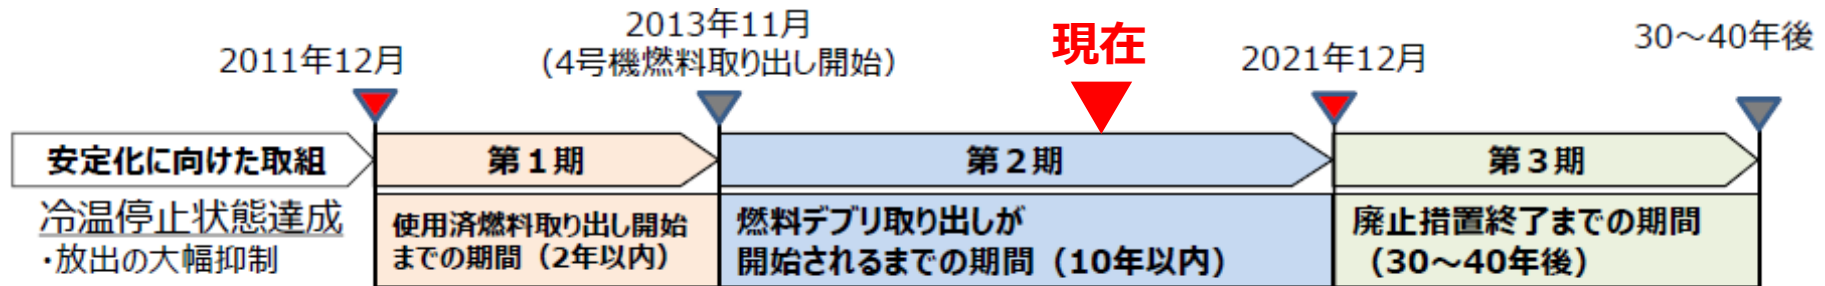 2011年12月
2013年11月
(4号機燃料取り出し開始)
現在
2021年12月
30～40年後
安定化に向けた取組
第１期
第２期
第３期
冷温停止状態達成
・放出の大幅抑制
使用済燃料取り出し開始
までの期間（2年以内）
燃料デブリ取り出しが
開始されるまでの期間（10年以内）
廃止措置終了までの期間
（30～40年後）